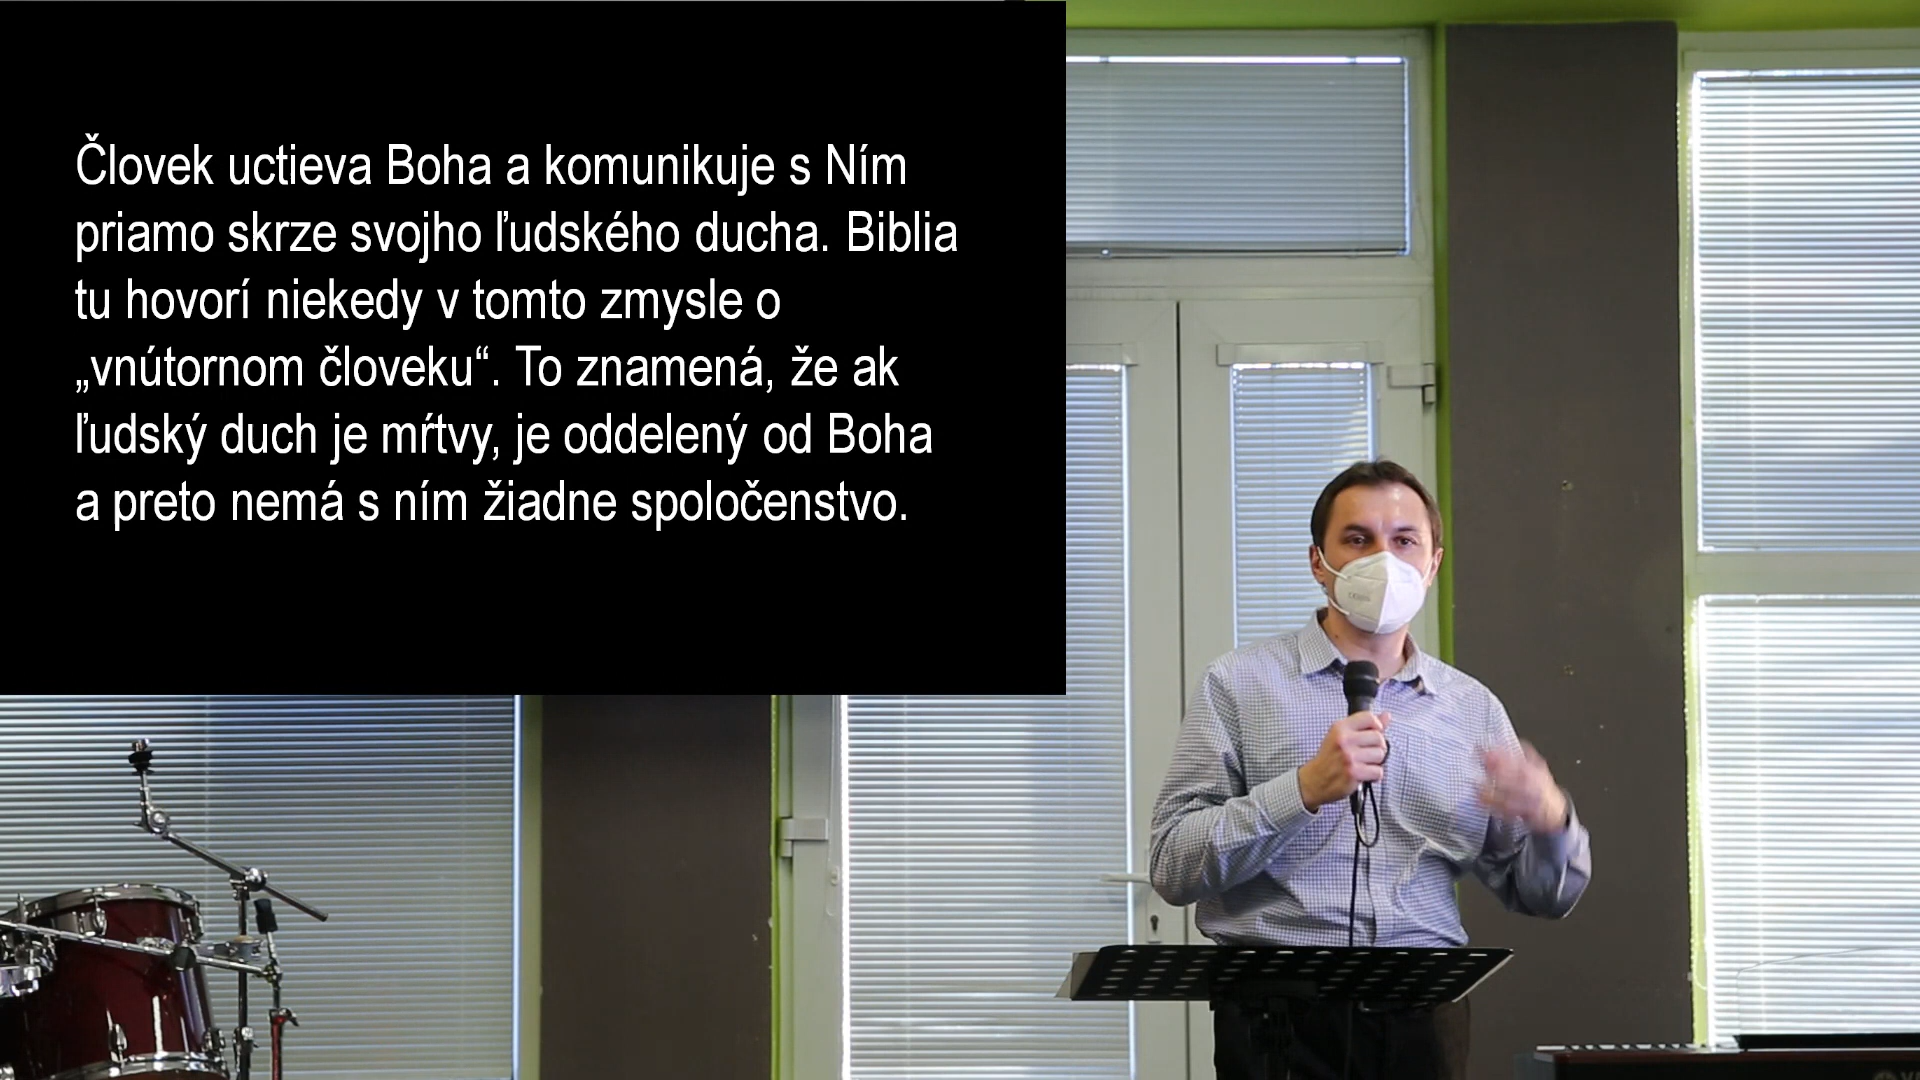 Človek uctieva Boha a komunikuje s Ním
priamo skrze svojho ľudského ducha. Biblia
tu hovorí niekedy v tomto zmysle o
„vnútornom človeku“. To znamená, že ak
ľudský duch je mŕtvy, je oddelený od Boha
a preto nemá s ním žiadne spoločenstvo.